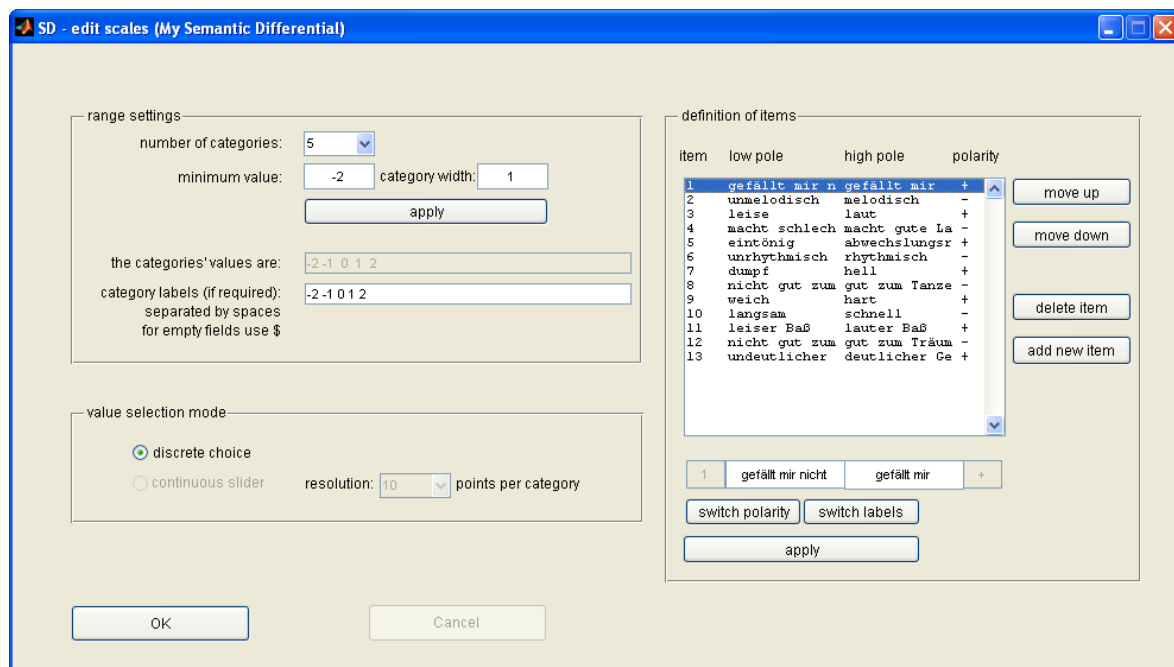 SD - edit scales (My Semantic Differential)
range settings
number of categories: 5
minimum value: -2 category width: 1
apply
the categories' values are: -2 -1 0 1 2
category labels (if required): -2 -1 0 1 2
separated by spaces
for empty fields use $
value selection mode
discrete choice
continuous slider resolution: 10 points per category
OK
Cancel
definition of items
item low pole high pole polarity
1 gefällt mir n gefällt mir +
2 unmelodisch melodisch -
3 leise laut +
4 macht schlech macht gute La -
5 eintönig abwechslungsr +
6 unrhythmisch rhythmisch -
7 dumpf hell +
8 nicht gut zum gut zum Tanze -
9 weich hart +
10 langsam schnell -
11 leiser Baß lauter Baß +
12 nicht gut zum gut zum Träum -
13 undeutlicher deutlicher Ge +
move up
move down
delete item
add new item
1 gefällt mir nicht gefällt mir +
switch polarity switch labels
apply